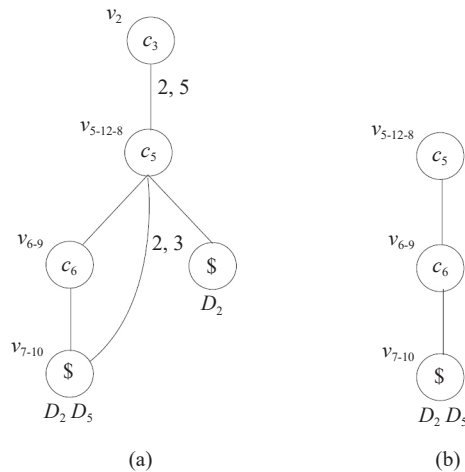 v₂
c₃
2, 5
v₅₋₁₂₋₈
c₅
v₅₋₁₂₋₈
c₅
v₆₋₉
c₆
2, 3
$
D₂
v₆₋₉
c₆
v₇₋₁₀
$
D₂ D₅
v₇₋₁₀
$
D₂ D₅
(a)
(b)